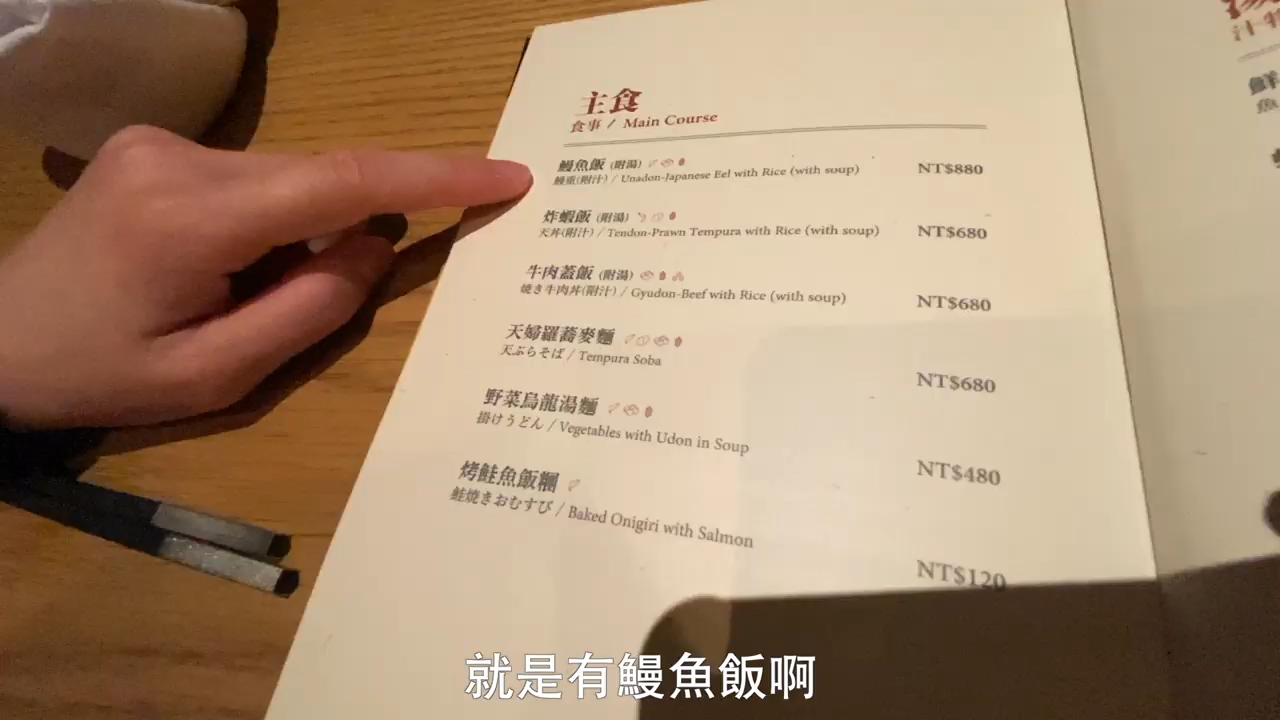 主食
食事 / Main Course
鰻魚飯 (附湯) NT$880
鰻重(附汁) / Unadon-Japanese Eel with Rice (with soup)
炸蝦飯 (附湯) NT$680
天丼(附汁) / Tendon-Prawn Tempura with Rice (with soup)
牛肉蓋飯 (附湯) NT$680
焼き牛肉丼(附汁) / Gyudon-Beef with Rice (with soup)
天婦羅蕎麥麵 NT$680
天ぷらそば / Tempura Soba
野菜烏龍湯麵 NT$480
掛けうどん / Vegetables with Udon in Soup
烤鮭魚飯糰 NT$120
鮭焼きおむすび / Baked Onigiri with Salmon
汁
鮮
魚
就是有鰻魚飯啊